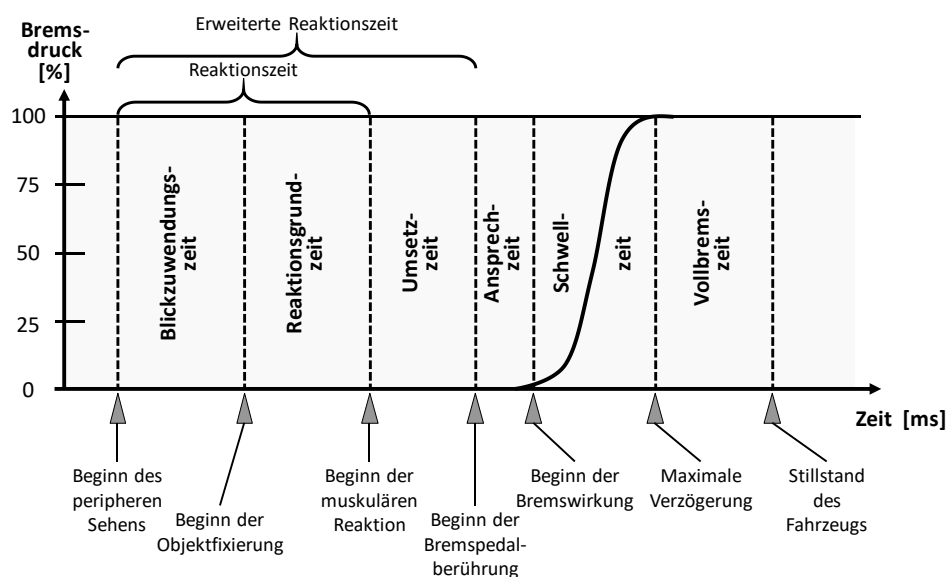 Erweiterte Reaktionszeit
Brems-
druck
[%]
Reaktionszeit
100
75
50
25
0
Blickzuwendungs-
zeit
Reaktionsgrund-
zeit
Umsetz-
zeit
Ansprech-
zeit
Schwell-
zeit
Vollbrems-
zeit
Zeit [ms]
Beginn des
peripheren
Sehens
Beginn der
Objektfixierung
Beginn der
muskulären
Reaktion
Beginn der
Bremspedal-
berührung
Beginn der
Bremswirkung
Maximale
Verzögerung
Stillstand
des
Fahrzeugs